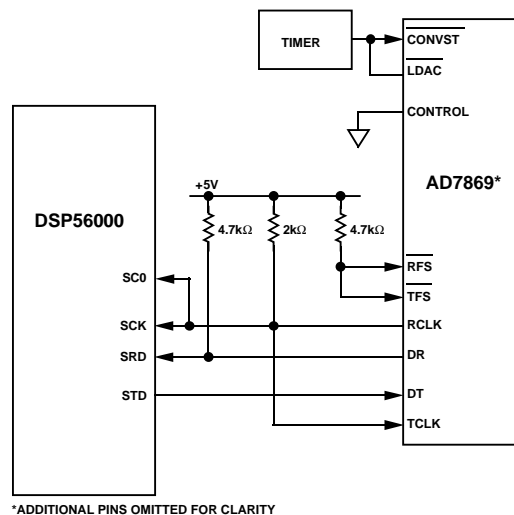 TIMER
CONVST
LDAC
CONTROL
AD7869*
DSP56000
+5V
4.7kΩ
2kΩ
4.7kΩ
SC0
SCK
SRD
STD
RFS
TFS
RCLK
DR
DT
TCLK
*ADDITIONAL PINS OMITTED FOR CLARITY